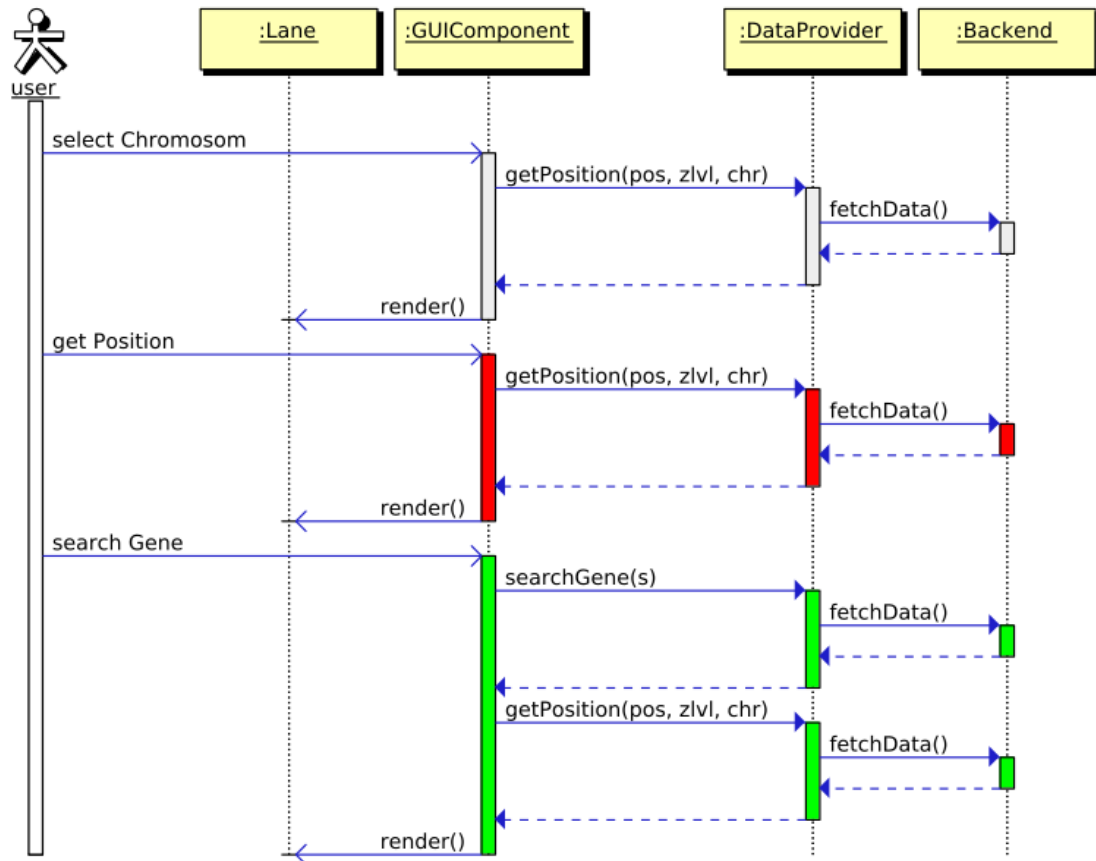 :Lane
:GUIComponent
:DataProvider
:Backend
user
select Chromosom
getPosition(pos, zlvl, chr)
fetchData()
render()
get Position
getPosition(pos, zlvl, chr)
fetchData()
render()
search Gene
searchGene(s)
fetchData()
getPosition(pos, zlvl, chr)
fetchData()
render()